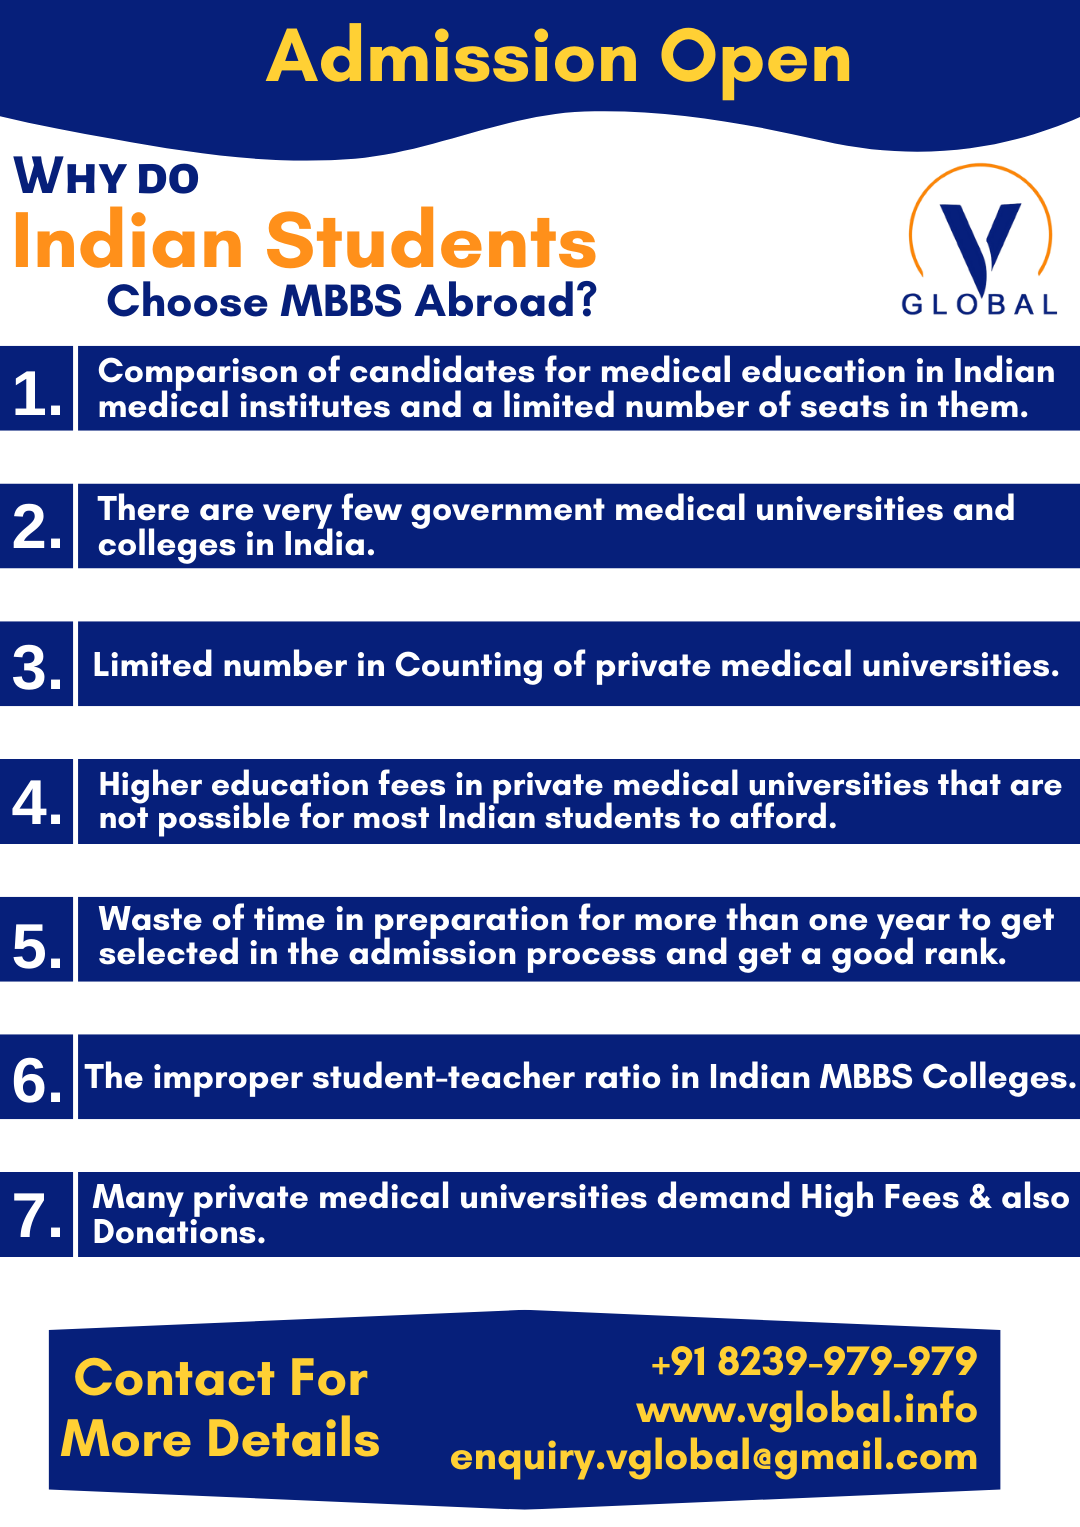 Admission Open
WHY DO
Indian Students
Choose MBBS Abroad?
V
GLOBAL
1.
Comparison of candidates for medical education in Indian
medical institutes and a limited number of seats in them.
2.
There are very few government medical universities and
colleges in India.
3.
Limited number in Counting of private medical universities.
4.
Higher education fees in private medical universities that are
not possible for most Indian students to afford.
5.
Waste of time in preparation for more than one year to get
selected in the admission process and get a good rank.
6.
The improper student-teacher ratio in Indian MBBS Colleges.
7.
Many private medical universities demand High Fees & also
Donations.
Contact For
More Details
+91 8239-979-979
www.vglobal.info
enquiry.vglobal@gmail.com